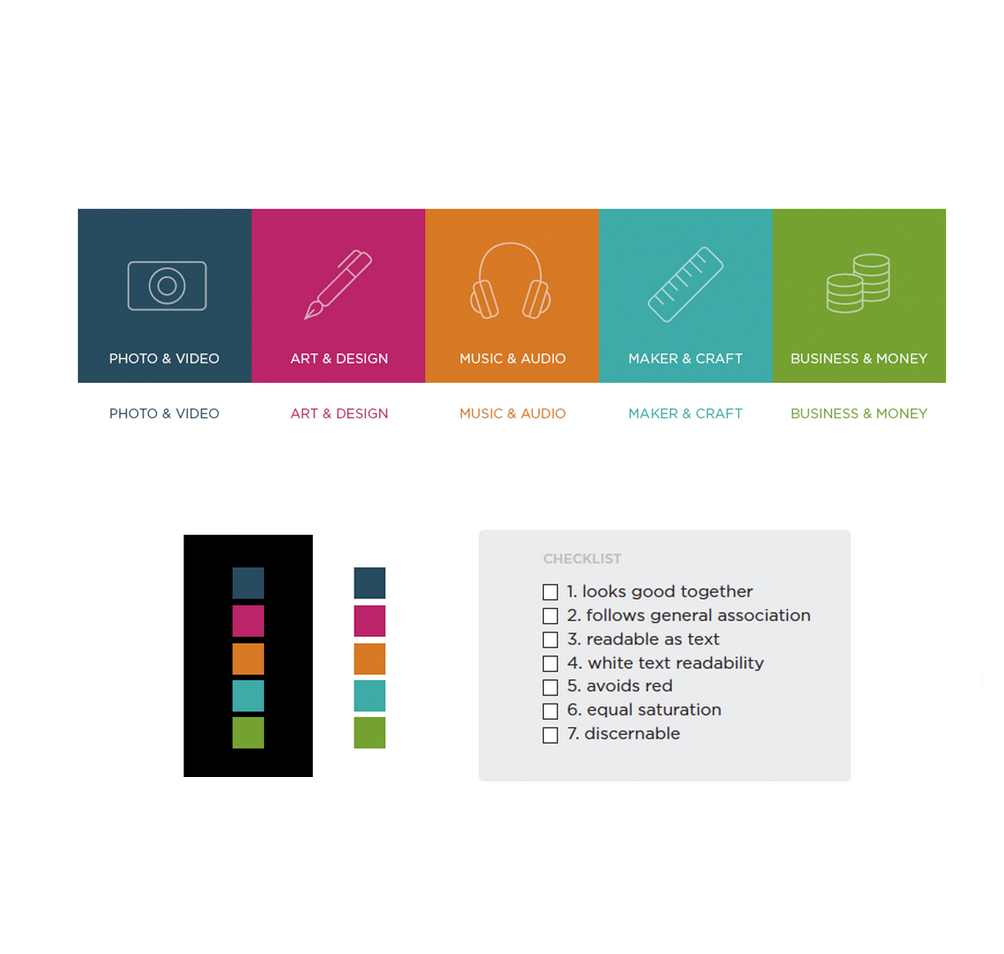 PHOTO & VIDEO
ART & DESIGN
MUSIC & AUDIO
MAKER & CRAFT
BUSINESS & MONEY
PHOTO & VIDEO
ART & DESIGN
MUSIC & AUDIO
MAKER & CRAFT
BUSINESS & MONEY
CHECKLIST
1. looks good together
2. follows general association
3. readable as text
4. white text readability
5. avoids red
6. equal saturation
7. discernable